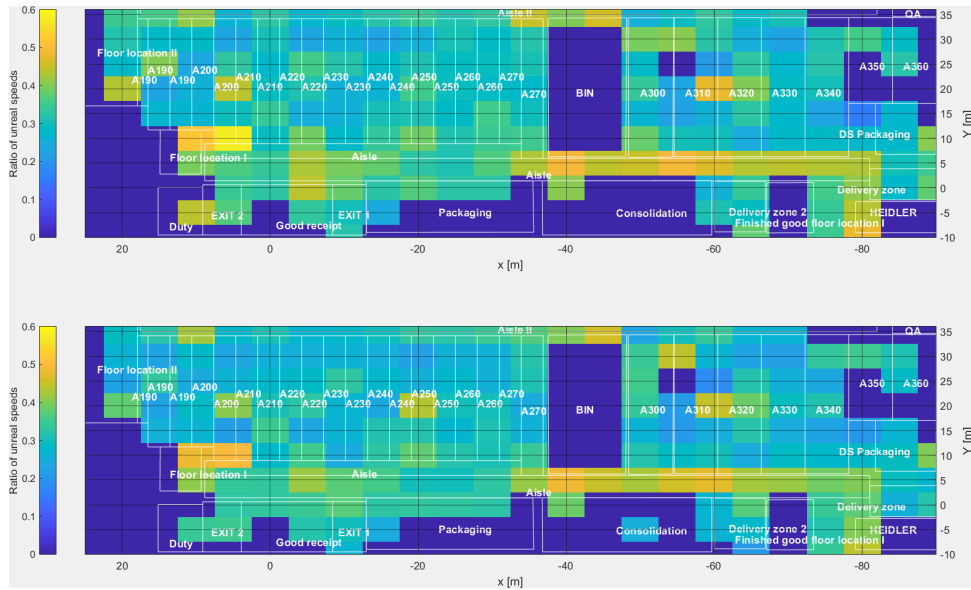 0.6
0.5
0.4
0.3
0.2
0.1
0
Ratio of unreal speeds
Aisle II
QA
35
30
25
20
15
10
5
0
-5
-10
Y [m]
Floor location II
A190
A200
A190
A190
A210
A220
A230
A240
A250
A260
A270
A200
A210
A220
A230
A240
A250
A260
A270
BIN
A300
A310
A320
A330
A340
A350
A360
DS Packaging
Floor location I
Aisle
Aisle
Delivery zone
EXIT 2
EXIT 1
Packaging
Consolidation
Delivery zone 2
HEIDLER
Duty
Good receipt
Finished good floor location I
20
0
-20
-40
-60
-80
x [m]
0.6
0.5
0.4
0.3
0.2
0.1
0
Ratio of unreal speeds
Aisle II
QA
35
30
25
20
15
10
5
0
-5
-10
Y [m]
Floor location II
A190
A200
A190
A190
A210
A220
A230
A240
A250
A260
A270
A200
A210
A220
A230
A240
A250
A260
A270
BIN
A300
A310
A320
A330
A340
A350
A360
DS Packaging
Floor location I
Aisle
Aisle
Delivery zone
EXIT 2
EXIT 1
Packaging
Consolidation
Delivery zone 2
HEIDLER
Duty
Good receipt
Finished good floor location I
20
0
-20
-40
-60
-80
x [m]